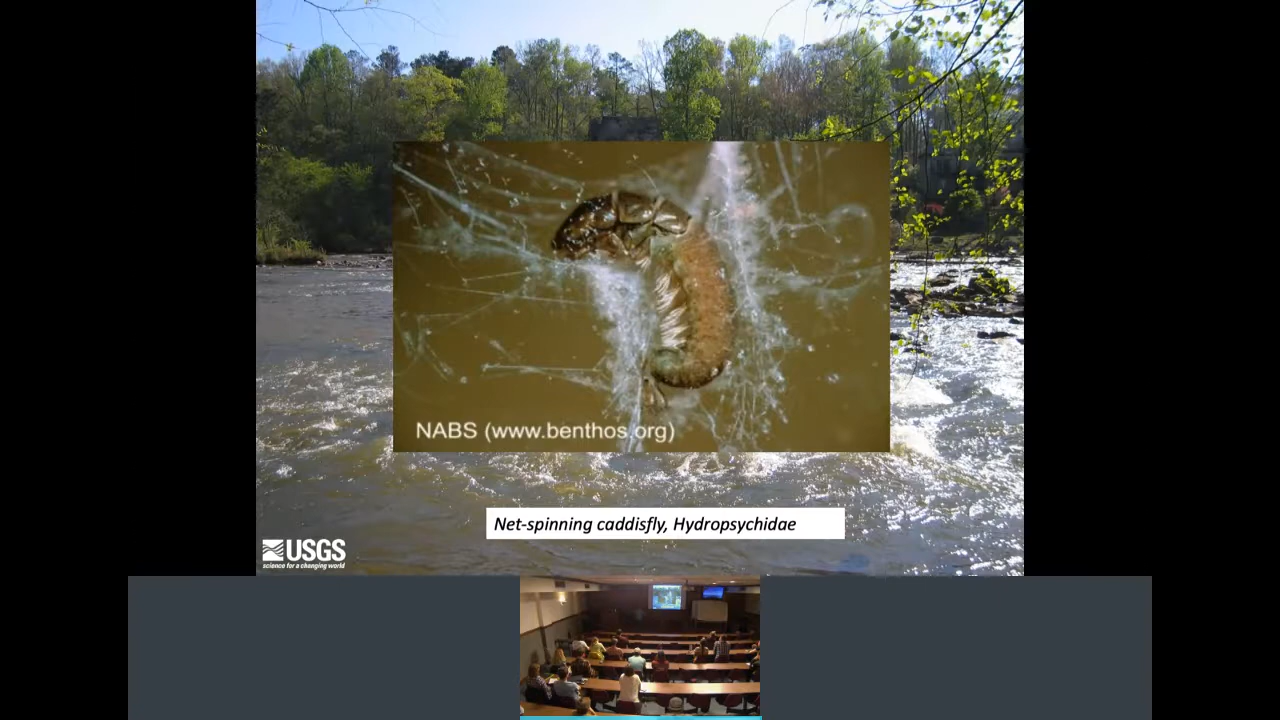 NABS (www.benthos.org)
Net-spinning caddisfly, Hydropsychidae
USGS
science for a changing world